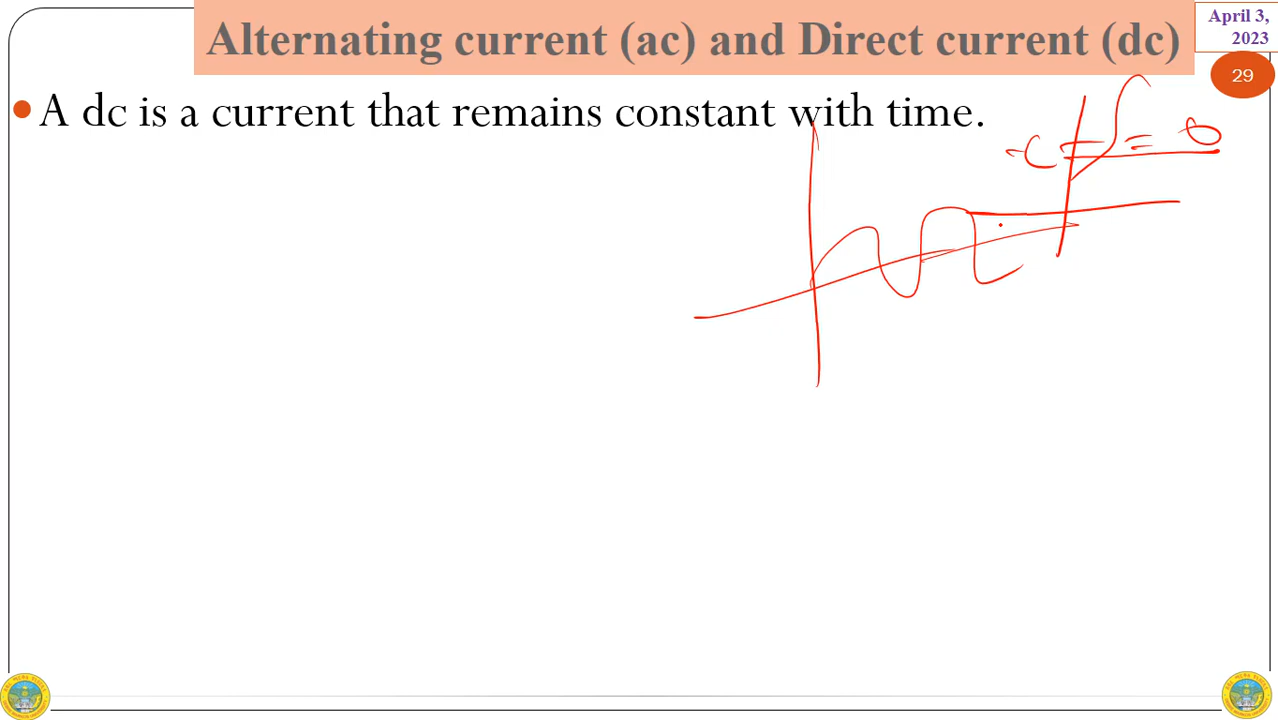 Alternating current (ac) and Direct current (dc)
April 3,
2023
29
• A dc is a current that remains constant with time.